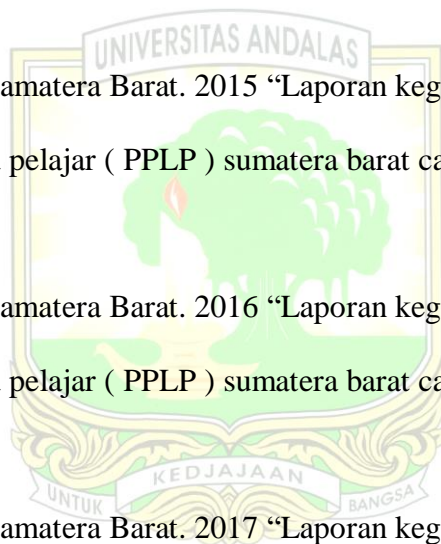 UNIVERSITAS ANDALAS
amatera Barat. 2015 “Laporan keg
pelajar ( PPLP ) sumatera barat ca
amatera Barat. 2016 “Laporan keg
pelajar ( PPLP ) sumatera barat ca
UNTUK KEDJAJAAN BANGSA
amatera Barat. 2017 “Laporan keg